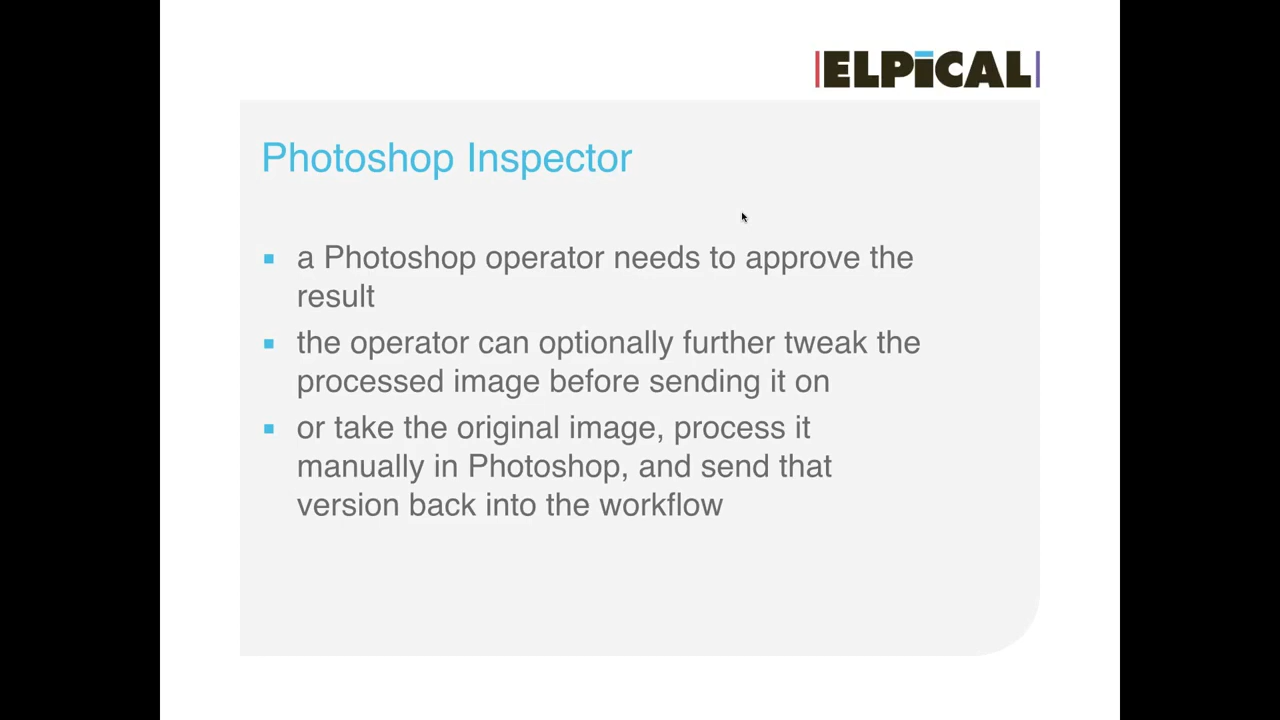 ELPiCAL
Photoshop Inspector
a Photoshop operator needs to approve the
result
the operator can optionally further tweak the
processed image before sending it on
or take the original image, process it
manually in Photoshop, and send that
version back into the workflow